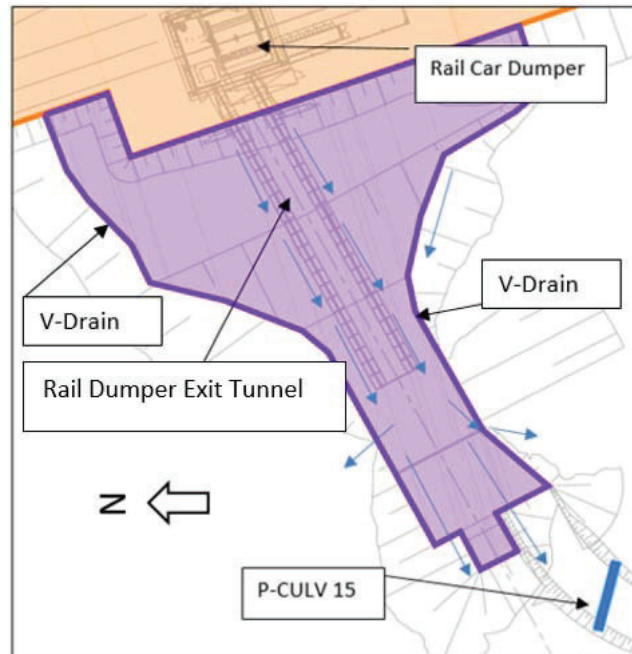 Rail Car Dumper
V-Drain
V-Drain
Rail Dumper Exit Tunnel
N
P-CULV 15